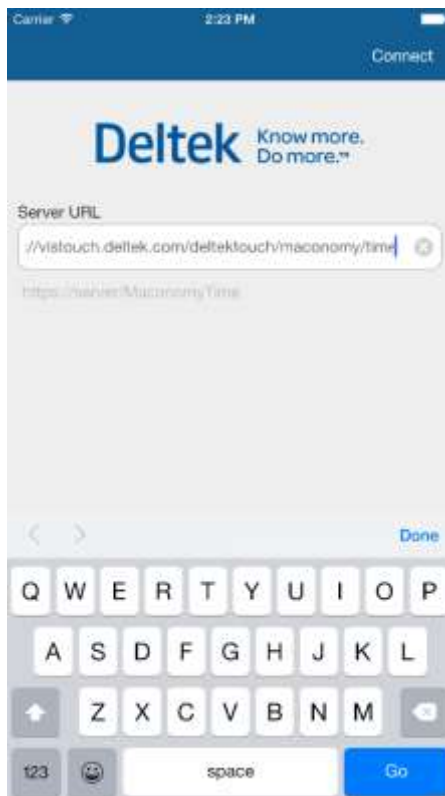 Carrier 2:23 PM
Connect
Deltek Know more.
Do more.™
Server URL
//vistouch.deltek.com/deltektouch/maconomy/time
https://server/MaconomyTime
Done
Q W E R T Y U I O P
A S D F G H J K L
Z X C V B N M
123 space Go